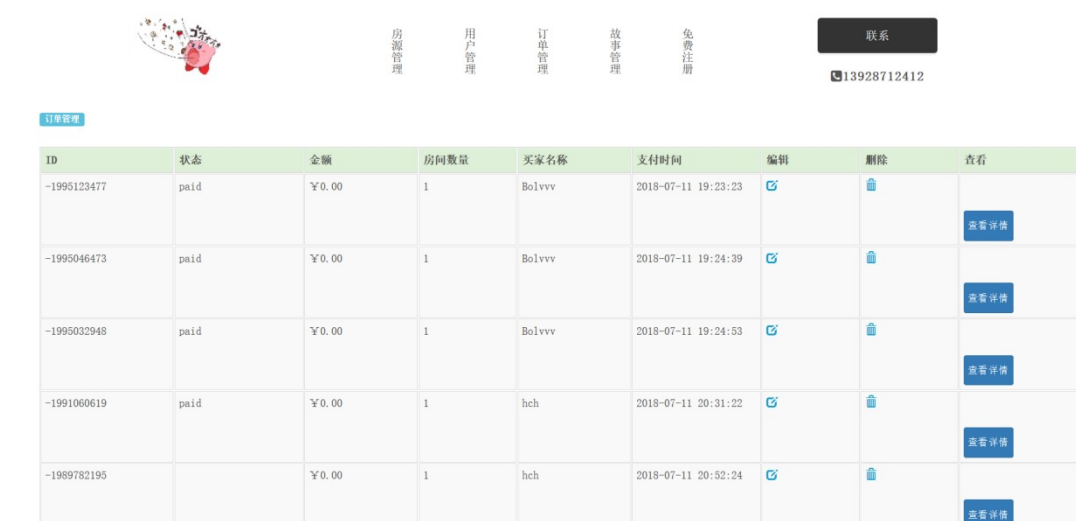 房源管理
用户管理
订单管理
故事管理
免费注册
联系
13928712412
订单管理
ID 状态 金额 房间数量 买家名称 支付时间 编辑 删除 查看
-1995123477 paid ¥0.00 1 Bolvvv 2018-07-11 19:23:23
查看详情
-1995046473 paid ¥0.00 1 Bolvvv 2018-07-11 19:24:39
查看详情
-1995032948 paid ¥0.00 1 Bolvvv 2018-07-11 19:24:53
查看详情
-1991060619 paid ¥0.00 1 hch 2018-07-11 20:31:22
查看详情
-1989782195 ¥0.00 1 hch 2018-07-11 20:52:24
查看详情